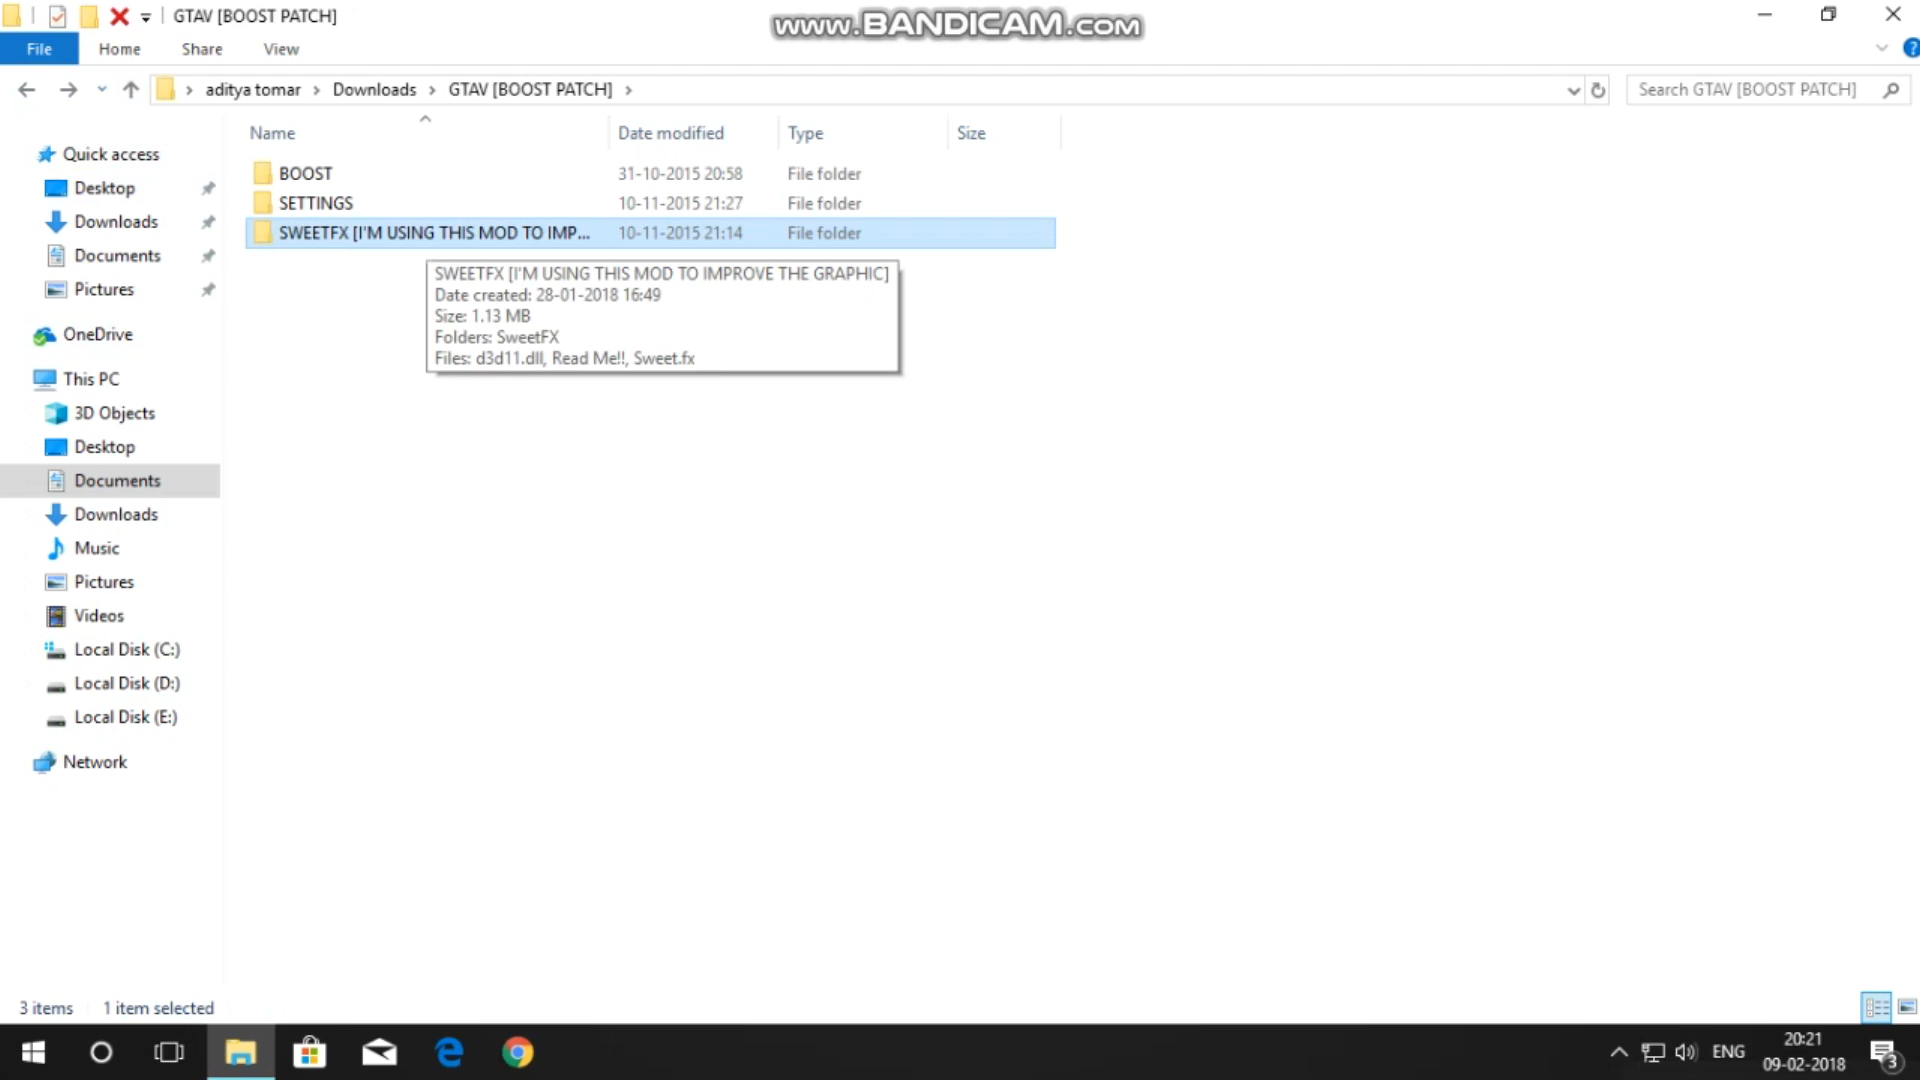 GTAV [BOOST PATCH]
www.BANDICAM.com
File Home Share View
aditya tomar > Downloads > GTAV [BOOST PATCH] >
Search GTAV [BOOST PATCH]
Name Date modified Type Size
Quick access
Desktop
Downloads
Documents
Pictures
OneDrive
This PC
3D Objects
Desktop
Documents
Downloads
Music
Pictures
Videos
Local Disk (C:)
Local Disk (D:)
Local Disk (E:)
Network
BOOST 31-10-2015 20:58 File folder
SETTINGS 10-11-2015 21:27 File folder
SWEETFX [I'M USING THIS MOD TO IMP... 10-11-2015 21:14 File folder
SWEETFX [I'M USING THIS MOD TO IMPROVE THE GRAPHIC]
Date created: 28-01-2018 16:49
Size: 1.13 MB
Folders: SweetFX
Files: d3d11.dll, Read Me!!, Sweet.fx
3 items 1 item selected
ENG
20:21
09-02-2018
3